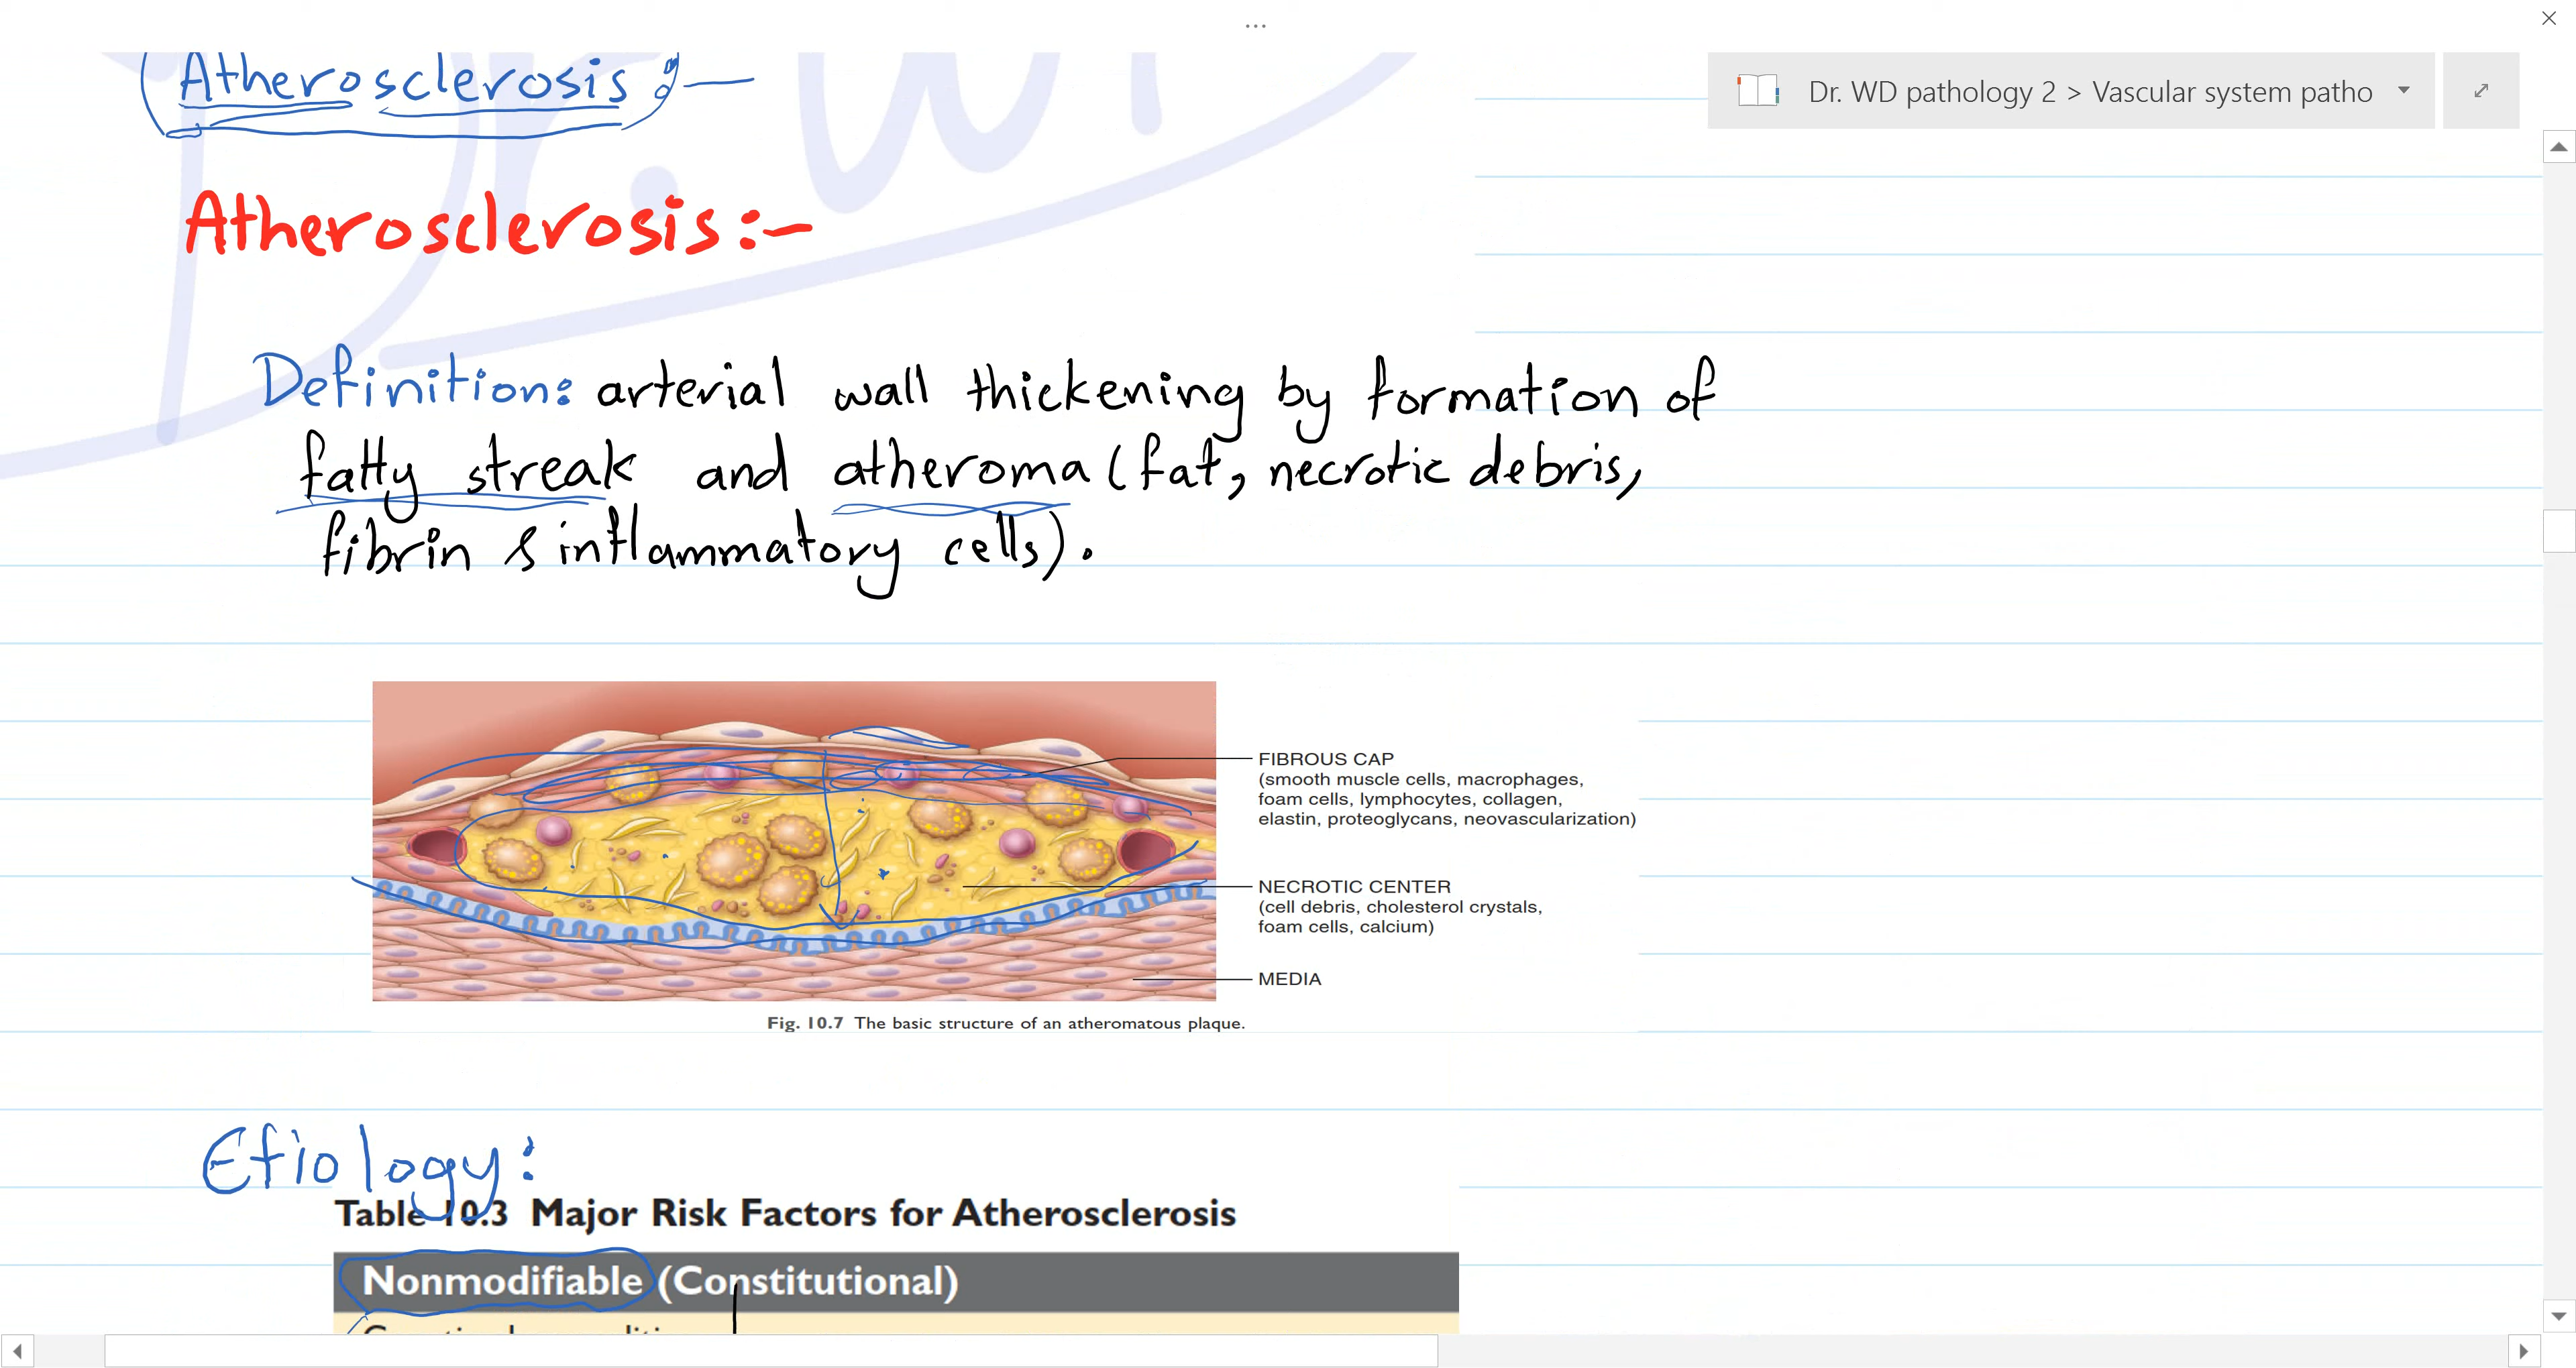 Atherosclerosis :-
Dr. WD pathology 2 > Vascular system patho
Atherosclerosis:-
Definition: arterial wall thickening by formation of
fatty streak and atheroma (fat, necrotic debris,
fibrin & inflammatory cells).
FIBROUS CAP
(smooth muscle cells, macrophages,
foam cells, lymphocytes, collagen,
elastin, proteoglycans, neovascularization)
NECROTIC CENTER
(cell debris, cholesterol crystals,
foam cells, calcium)
MEDIA
Fig. 10.7 The basic structure of an atheromatous plaque.
Etiology:
Table 10.3 Major Risk Factors for Atherosclerosis
Nonmodifiable (Constitutional)